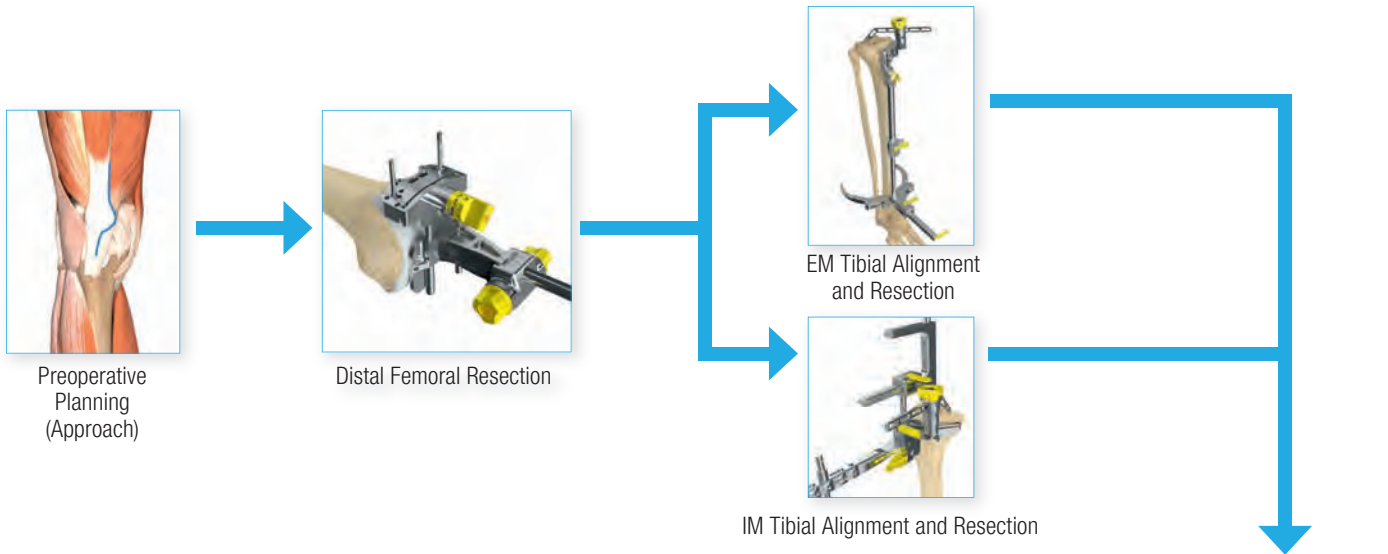 Preoperative
Planning
(Approach)
Distal Femoral Resection
EM Tibial Alignment
and Resection
IM Tibial Alignment and Resection